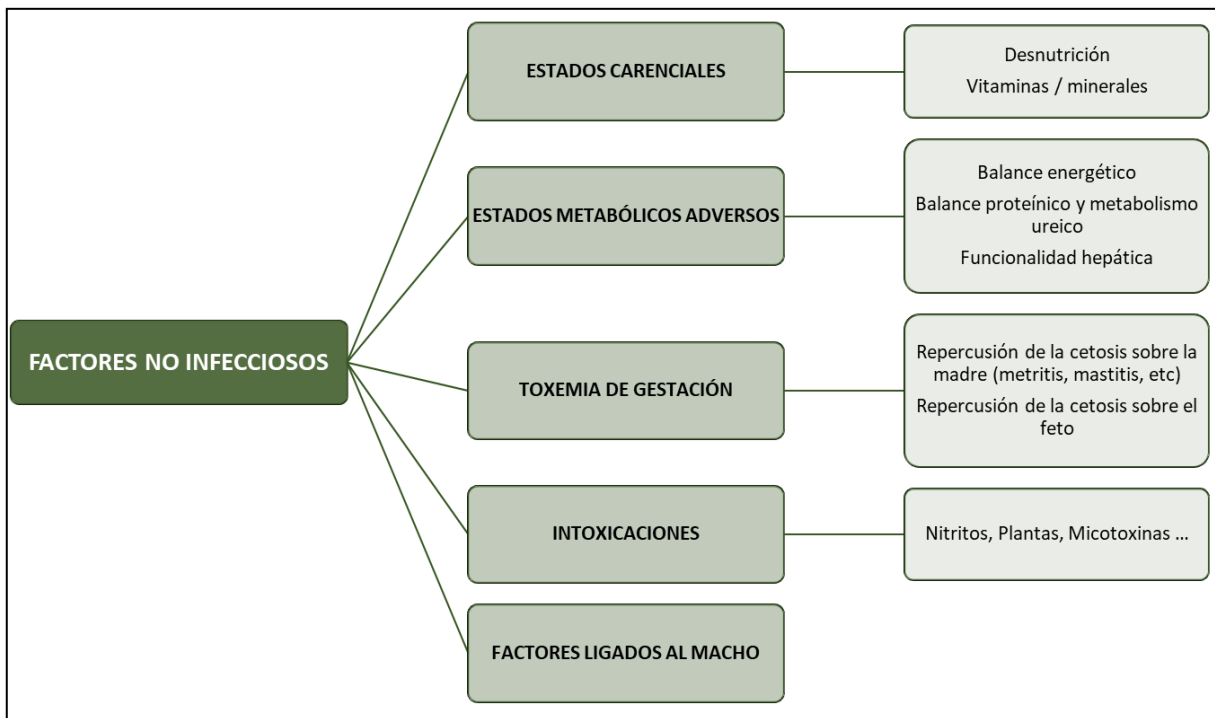 FACTORES NO INFECCIOSOS
ESTADOS CARENCIALES
Desnutrición
Vitaminas / minerales
ESTADOS METABÓLICOS ADVERSOS
Balance energético
Balance proteínico y metabolismo
ureico
Funcionalidad hepática
TOXEMIA DE GESTACIÓN
Repercusión de la cetosis sobre la
madre (metritis, mastitis, etc)
Repercusión de la cetosis sobre el
feto
INTOXICACIONES
Nitritos, Plantas, Micotoxinas ...
FACTORES LIGADOS AL MACHO